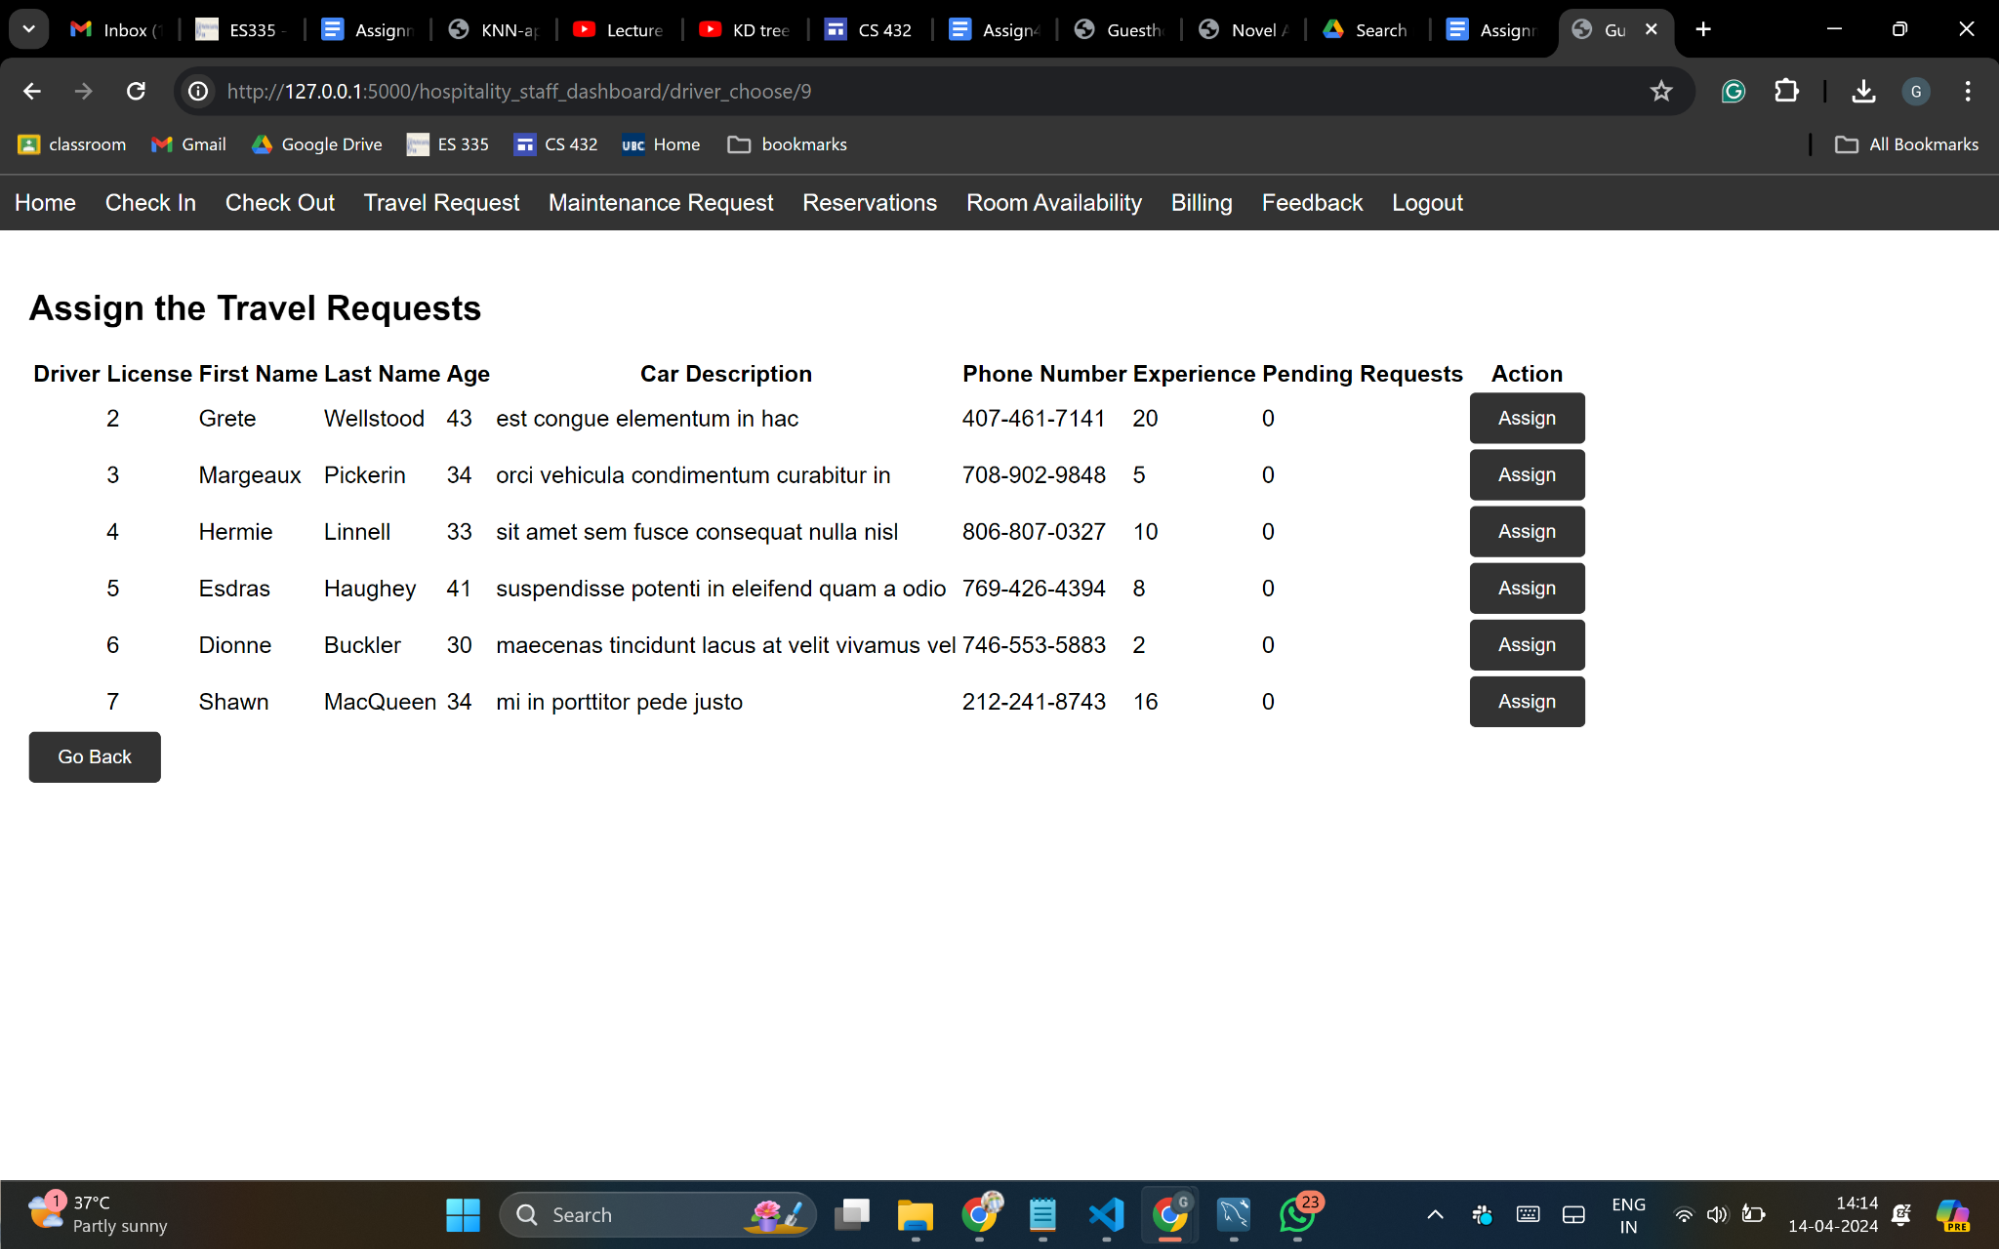 Inbox (
ES335 -
Assignn
KNN-ap
Lecture
KD tree
CS 432
Assign4
Guesth
Novel A
Search
Assignn
Gu
http://127.0.0.1:5000/hospitality_staff_dashboard/driver_choose/9
G
classroom Gmail Google Drive ES 335 CS 432 UBC Home bookmarks All Bookmarks
Home Check In Check Out Travel Request Maintenance Request Reservations Room Availability Billing Feedback Logout
Assign the Travel Requests
Driver License First Name Last Name Age Car Description Phone Number Experience Pending Requests Action
2 Grete Wellstood 43 est congue elementum in hac 407-461-7141 20 0 Assign
3 Margeaux Pickerin 34 orci vehicula condimentum curabitur in 708-902-9848 5 0 Assign
4 Hermie Linnell 33 sit amet sem fusce consequat nulla nisl 806-807-0327 10 0 Assign
5 Esdras Haughey 41 suspendisse potenti in eleifend quam a odio 769-426-4394 8 0 Assign
6 Dionne Buckler 30 maecenas tincidunt lacus at velit vivamus vel 746-553-5883 2 0 Assign
7 Shawn MacQueen 34 mi in porttitor pede justo 212-241-8743 16 0 Assign
Go Back
1 37°C
Partly sunny
Search
G
23
ENG
IN
14:14
14-04-2024
PRE